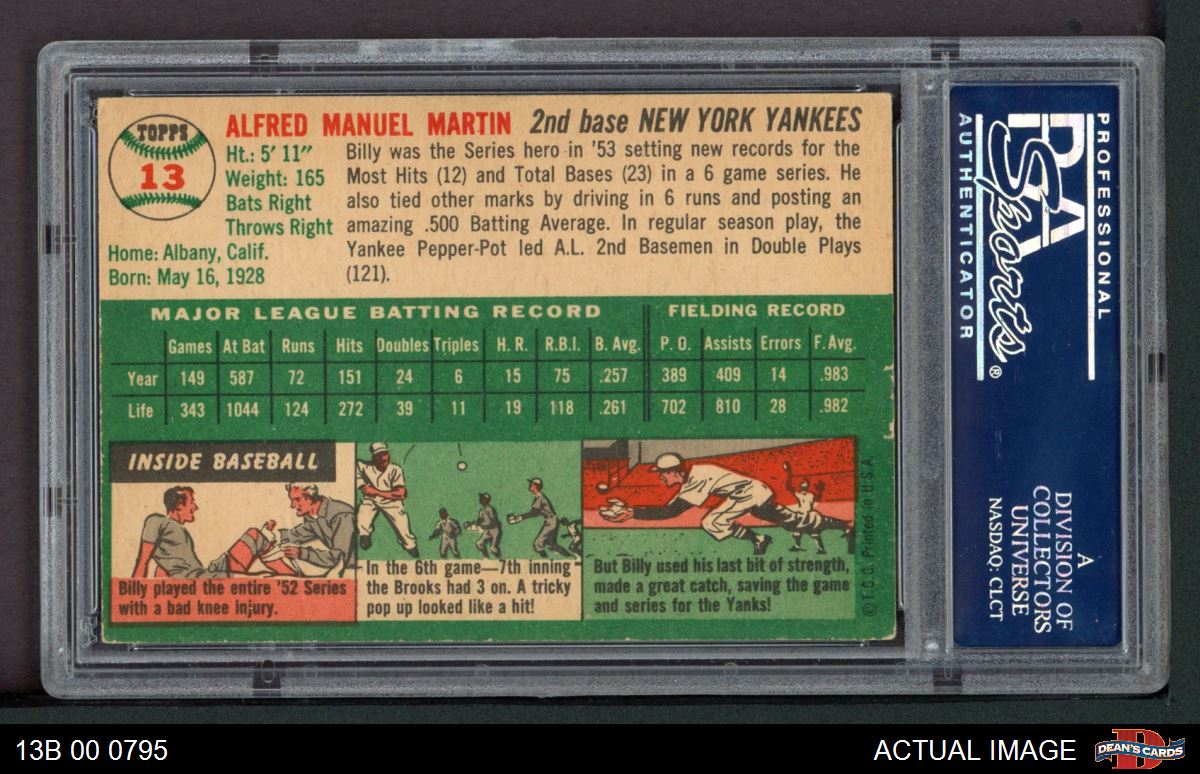 TOPPS
13
ALFRED MANUEL MARTIN 2nd base NEW YORK YANKEES
Ht.: 5' 11"
Weight: 165
Bats Right
Throws Right
Home: Albany, Calif.
Born: May 16, 1928
Billy was the Series hero in '53 setting new records for the
Most Hits (12) and Total Bases (23) in a 6 game series. He
also tied other marks by driving in 6 runs and posting an
amazing .500 Batting Average. In regular season play, the
Yankee Pepper-Pot led A.L. 2nd Basemen in Double Plays
(121).
MAJOR LEAGUE BATTING RECORD FIELDING RECORD
Games At Bat Runs Hits Doubles Triples H. R. R.B.I. B. Avg. P. O. Assists Errors F. Avg.
Year 149 587 72 151 24 6 15 75 .257 389 409 14 .983
Life 343 1044 124 272 39 11 19 118 .261 702 810 28 .982
INSIDE BASEBALL
Billy played the entire '52 Series
with a bad knee injury.
In the 6th game—7th inning
the Brooks had 3 on. A tricky
pop up looked like a hit!
But Billy used his last bit of strength,
made a great catch, saving the game
and series for the Yanks!
© T.C.G. Printed in U.S.A.
PROFESSIONAL
PSA
Sports®
AUTHENTICATOR
A
DIVISION OF
COLLECTORS
UNIVERSE
NASDAQ: CLCT
13B 00 0795
ACTUAL IMAGE
D
DEAN'S CARDS